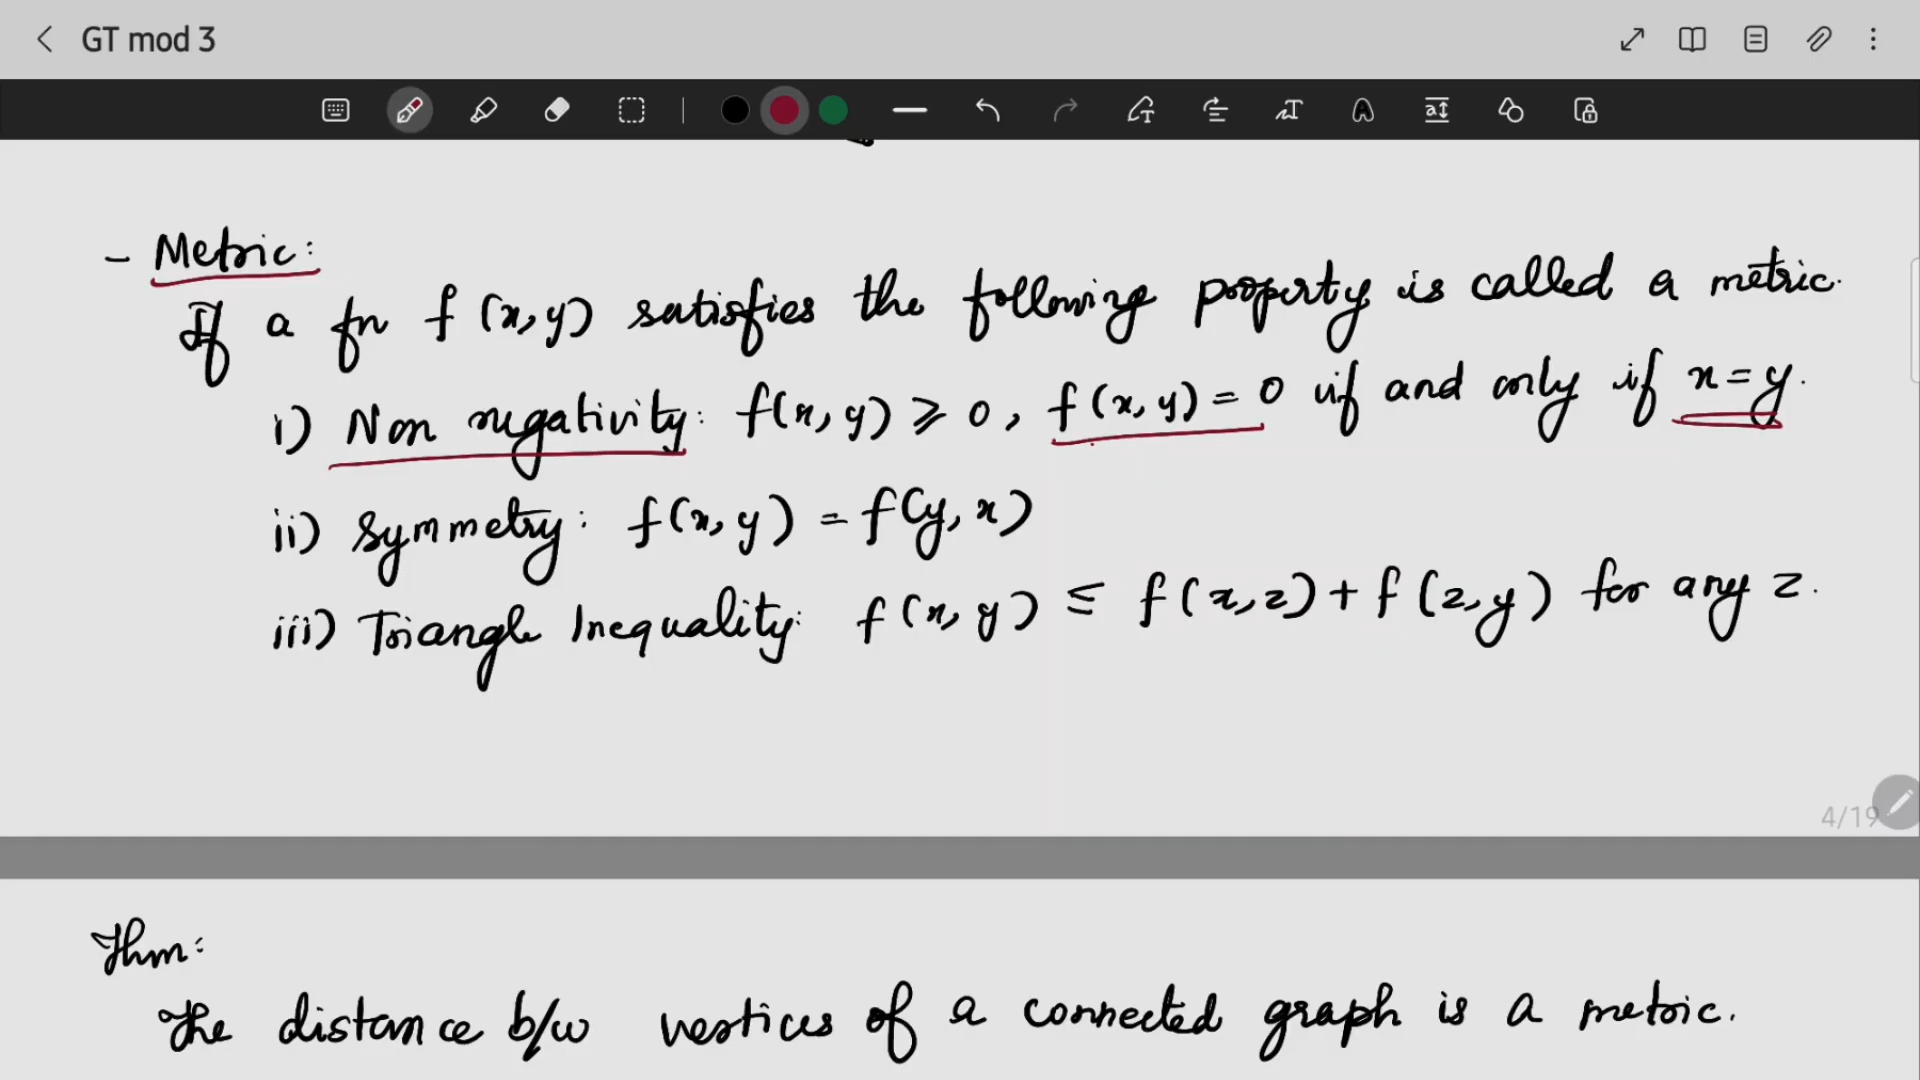 GT mod 3
- Metric:
If a fn f(x,y) satisfies the following property is called a metric.
i) Non negativity: f(x,y) ⩾ 0, f(x,y) = 0 if and only if x = y.
ii) Symmetry: f(x,y) = f(y,x)
iii) Triangle Inequality: f(x,y) ≤ f(x,z) + f(z,y) for any z.
4/19
Thm:
The distance b/w vertices of a connected graph is a metric.